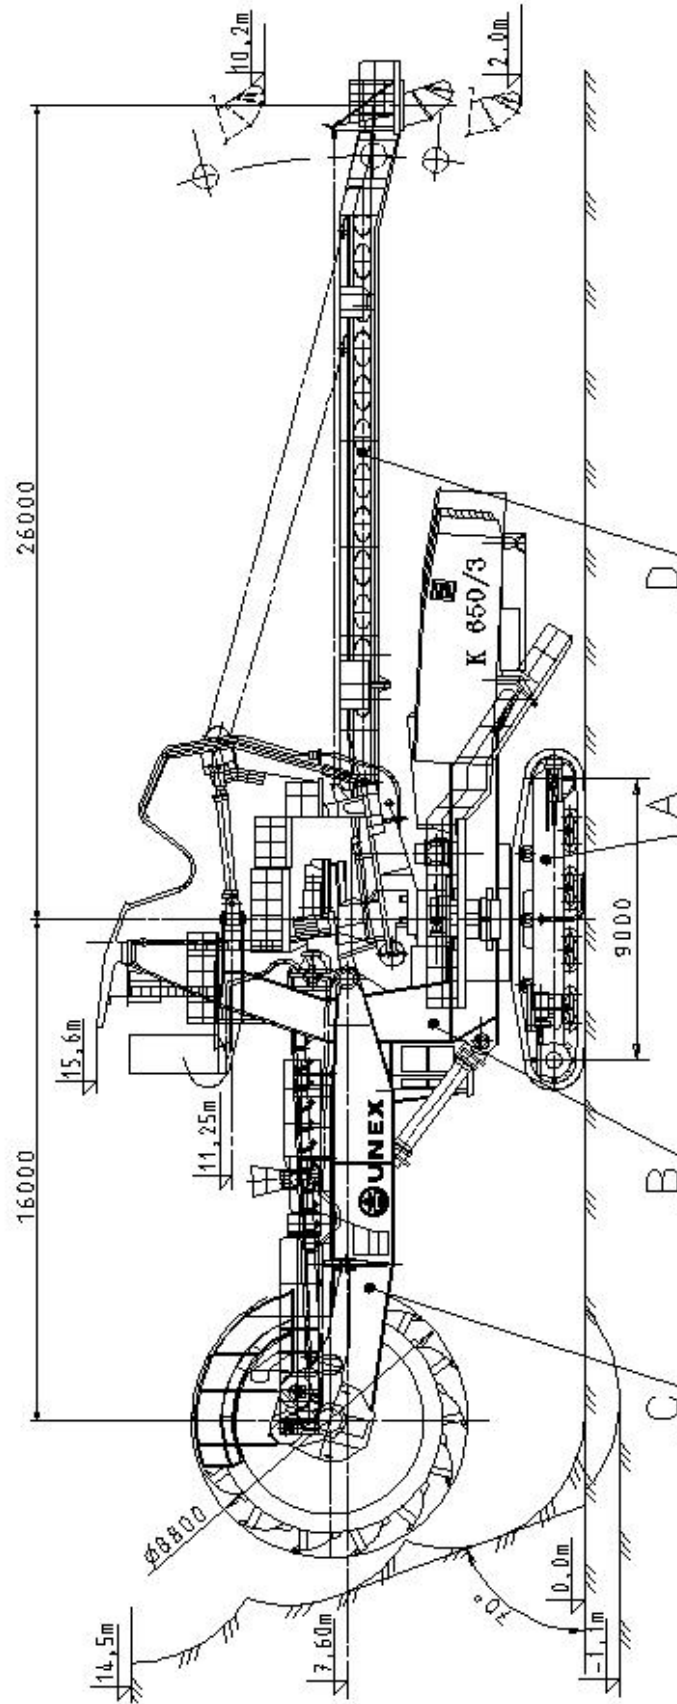 16000
26000
10,2m
2,0m
15,6m
11,25m
14,5m
Ø8800
7,60m
UNEX
K 650/3
70°
0,0m
-1,1m
9000
C
B
A
D